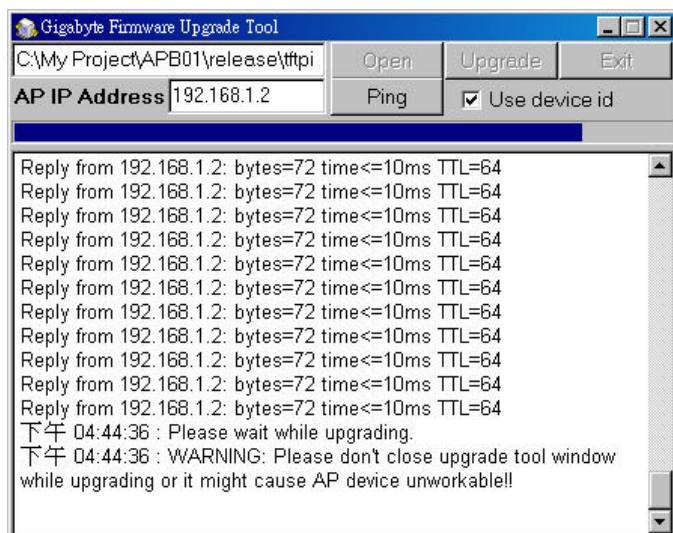 Gigabyte Firmware Upgrade Tool
C:\My Project\APB01\release\tftpi Open Upgrade Exit
AP IP Address 192.168.1.2 Ping Use device id
Reply from 192.168.1.2: bytes=72 time<=10ms TTL=64
Reply from 192.168.1.2: bytes=72 time<=10ms TTL=64
Reply from 192.168.1.2: bytes=72 time<=10ms TTL=64
Reply from 192.168.1.2: bytes=72 time<=10ms TTL=64
Reply from 192.168.1.2: bytes=72 time<=10ms TTL=64
Reply from 192.168.1.2: bytes=72 time<=10ms TTL=64
Reply from 192.168.1.2: bytes=72 time<=10ms TTL=64
Reply from 192.168.1.2: bytes=72 time<=10ms TTL=64
Reply from 192.168.1.2: bytes=72 time<=10ms TTL=64
Reply from 192.168.1.2: bytes=72 time<=10ms TTL=64
Reply from 192.168.1.2: bytes=72 time<=10ms TTL=64
下午 04:44:36 : Please wait while upgrading.
下午 04:44:36 : WARNING: Please don't close upgrade tool window
while upgrading or it might cause AP device unworkable!!